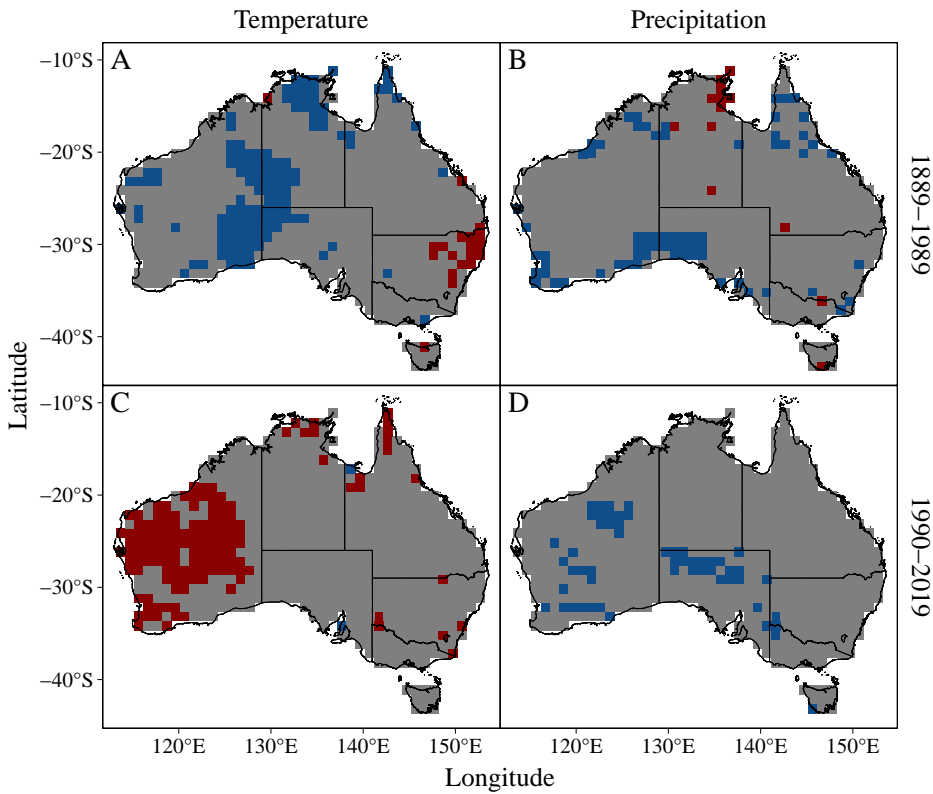 Temperature Precipitation
A B
−10°S
−20°S
−30°S
−40°S
1889−1989
C D
−10°S
−20°S
−30°S
−40°S
1990−2019
Latitude
120°E 130°E 140°E 150°E 120°E 130°E 140°E 150°E
Longitude